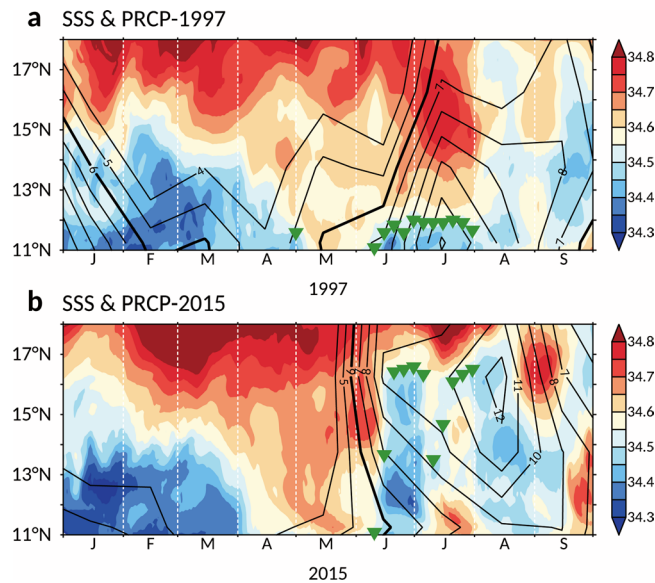 a SSS & PRCP-1997
17°N
15°N
13°N
11°N
J F M A M J J A S
1997
34.8
34.7
34.6
34.5
34.4
34.3
6
5
4
7
8
7
b SSS & PRCP-2015
17°N
15°N
13°N
11°N
J F M A M J J A S
2015
34.8
34.7
34.6
34.5
34.4
34.3
5
6
8
11
12
10
8
7